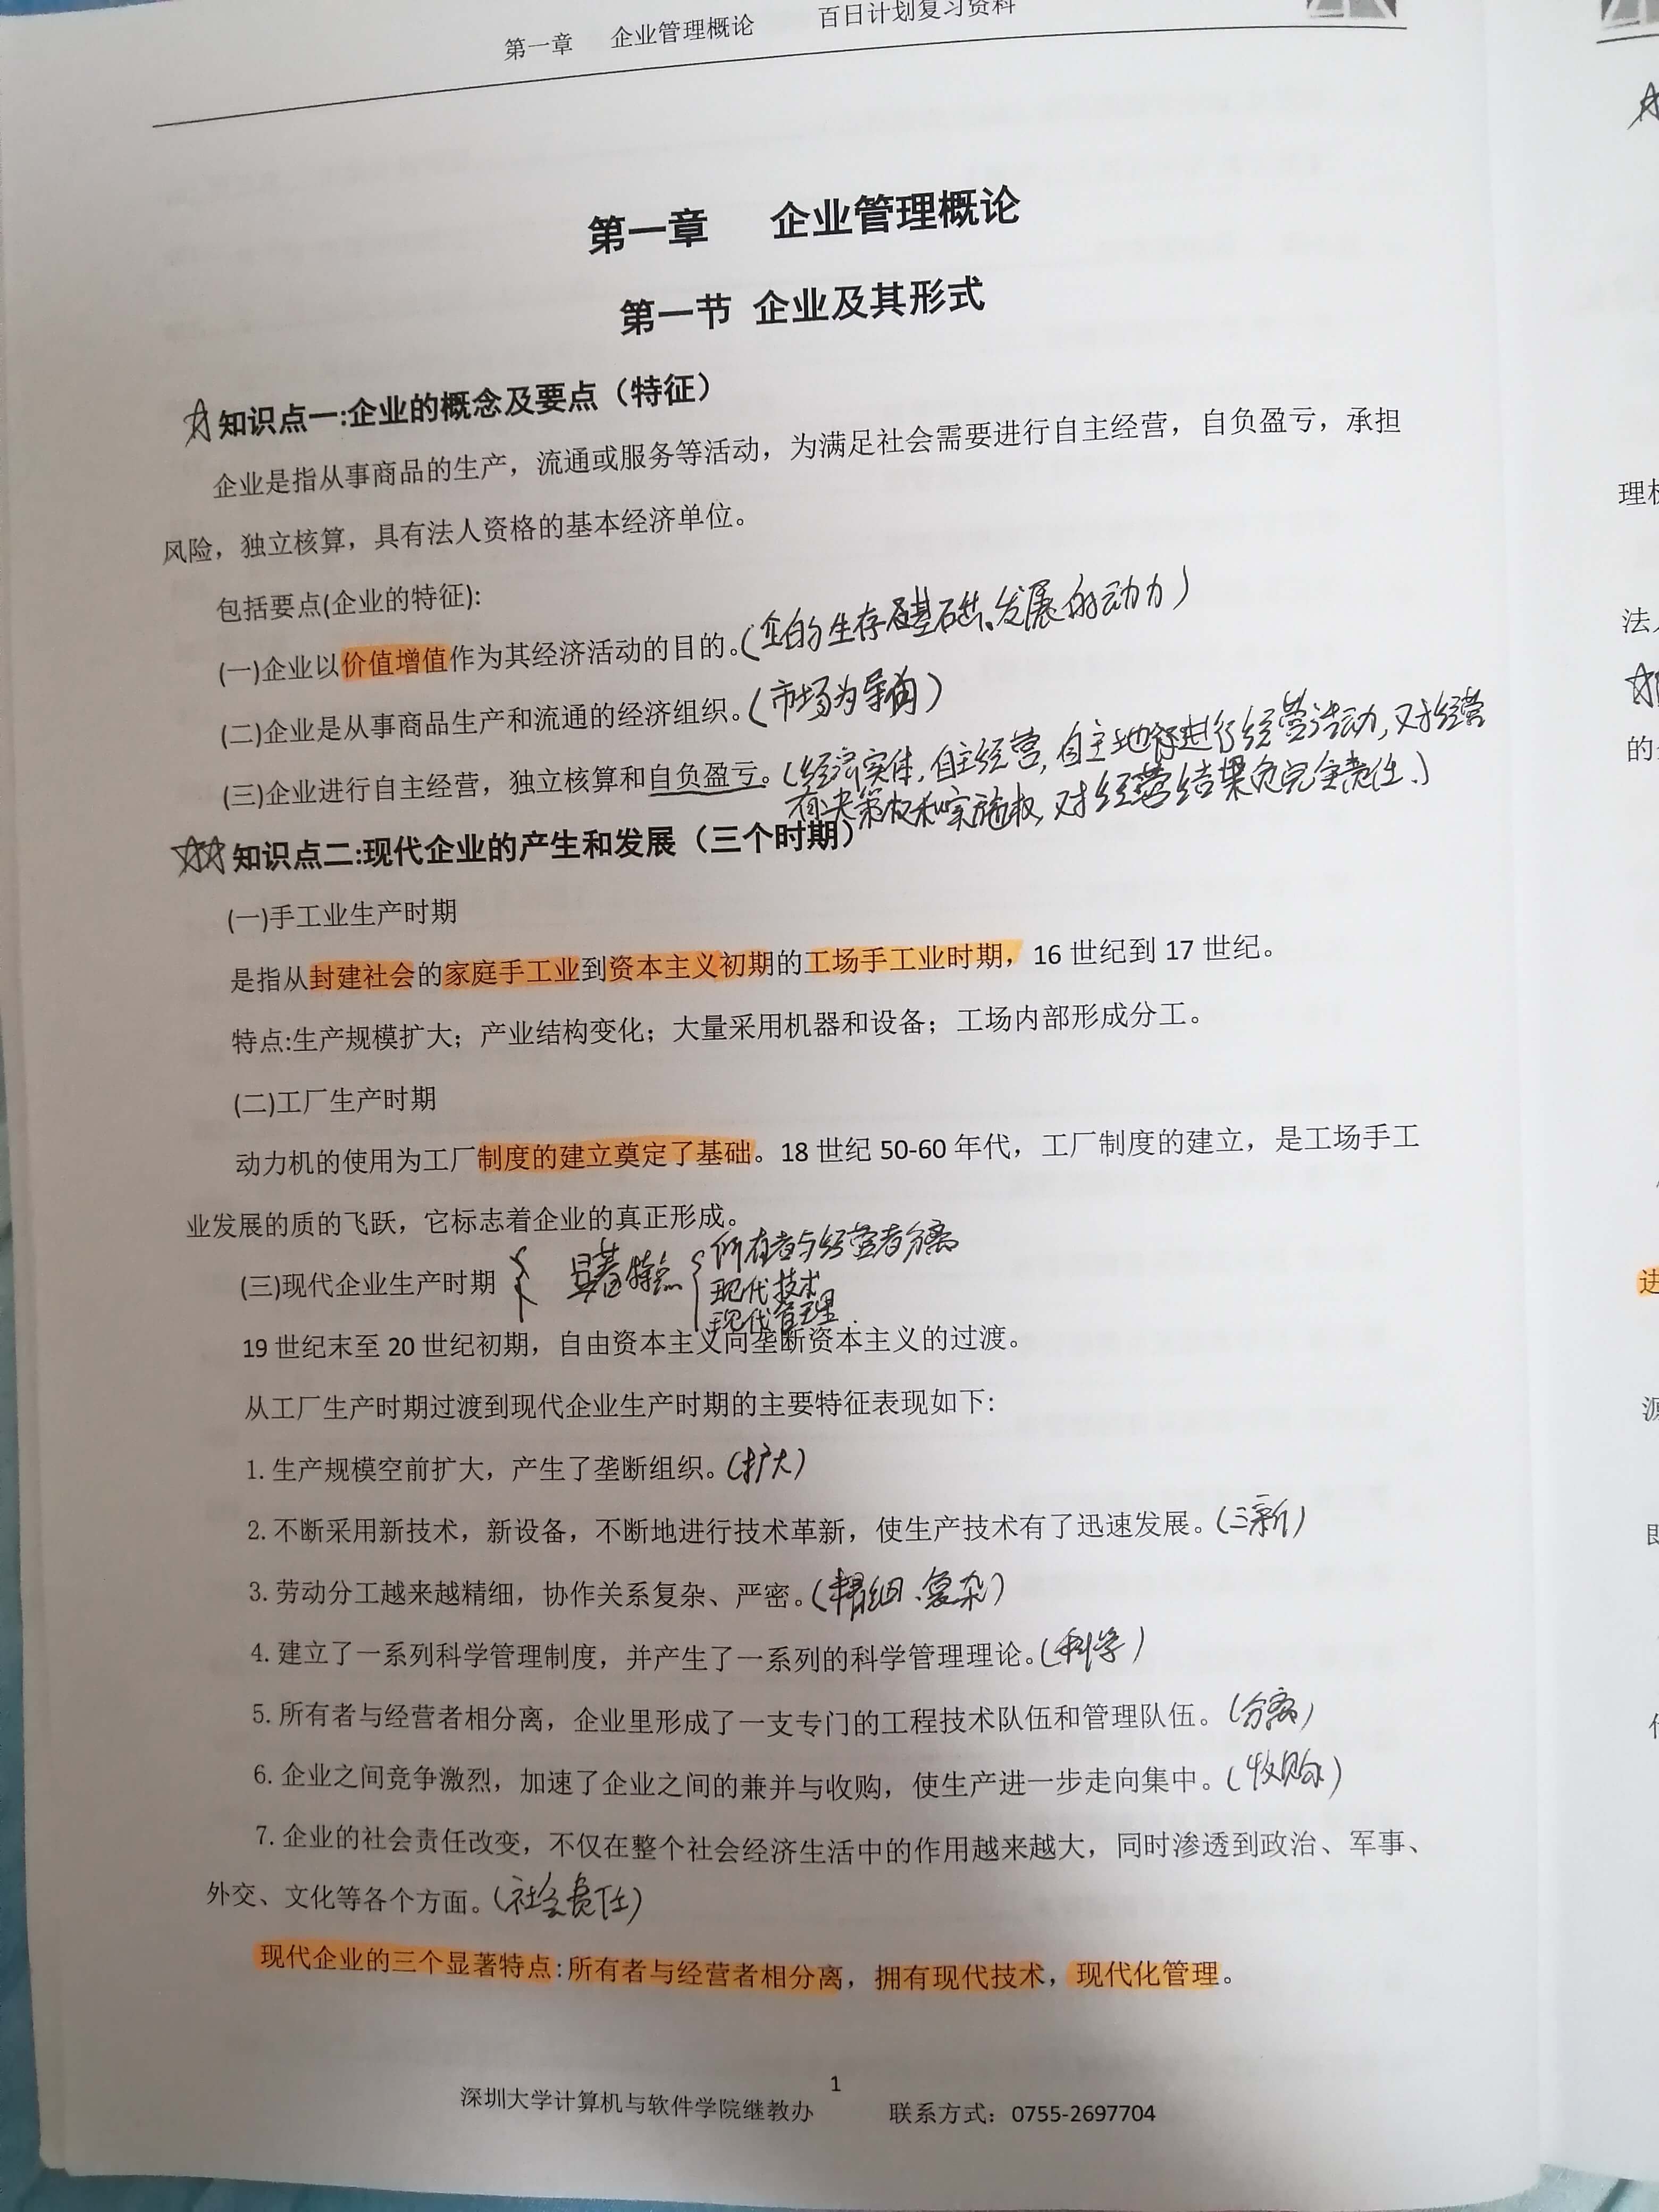 第一章 企业管理概论 百日计划复习资料
第一章 企业管理概论
第一节 企业及其形式
知识点一:企业的概念及要点（特征）
企业是指从事商品的生产，流通或服务等活动，为满足社会需要进行自主经营，自负盈亏，承担
风险，独立核算，具有法人资格的基本经济单位。
包括要点(企业的特征):
(一)企业以价值增值作为其经济活动的目的。(企的生存基础、发展的动力)
(二)企业是从事商品生产和流通的经济组织。(市场为导向)
(三)企业进行自主经营，独立核算和自负盈亏。(经济实体,自主经营,自主地进行经营活动,对经营
有决策权和实施权,对经营结果负完全责任.)
知识点二:现代企业的产生和发展（三个时期）
(一)手工业生产时期
是指从封建社会的家庭手工业到资本主义初期的工场手工业时期，16 世纪到 17 世纪。
特点:生产规模扩大；产业结构变化；大量采用机器和设备；工场内部形成分工。
(二)工厂生产时期
动力机的使用为工厂制度的建立奠定了基础。18 世纪 50-60 年代，工厂制度的建立，是工场手工
业发展的质的飞跃，它标志着企业的真正形成。
(三)现代企业生产时期 { 显著特点 { 所有者与经营者分离
现代技术
现代管理.
19 世纪末至 20 世纪初期，自由资本主义向垄断资本主义的过渡。
从工厂生产时期过渡到现代企业生产时期的主要特征表现如下:
1. 生产规模空前扩大，产生了垄断组织。(扩大)
2. 不断采用新技术，新设备，不断地进行技术革新，使生产技术有了迅速发展。(三新)
3. 劳动分工越来越精细，协作关系复杂、严密。(精细、复杂)
4. 建立了一系列科学管理制度，并产生了一系列的科学管理理论。(科学)
5. 所有者与经营者相分离，企业里形成了一支专门的工程技术队伍和管理队伍。(分离)
6. 企业之间竞争激烈，加速了企业之间的兼并与收购，使生产进一步走向集中。(收购)
7. 企业的社会责任改变，不仅在整个社会经济生活中的作用越来越大，同时渗透到政治、军事、
外交、文化等各个方面。(社会责任)
现代企业的三个显著特点:所有者与经营者相分离，拥有现代技术，现代化管理。
1
深圳大学计算机与软件学院继教办 联系方式：0755-2697704
理
法
的
进
源